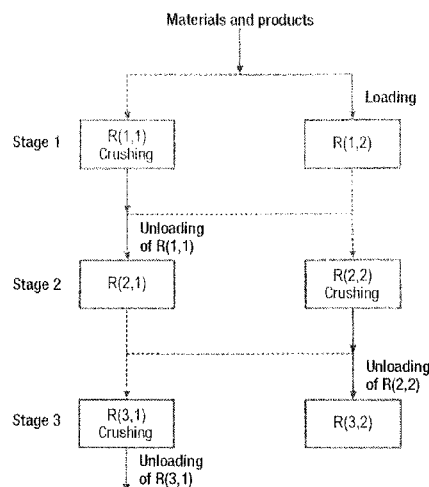 Materials and products
Loading
Stage 1
R(1,1)
Crushing
R(1,2)
Unloading
of R(1,1)
Stage 2
R(2,1)
R(2,2)
Crushing
Unloading
of R(2,2)
Stage 3
R(3,1)
Crushing
R(3,2)
Unloading
of R(3,1)